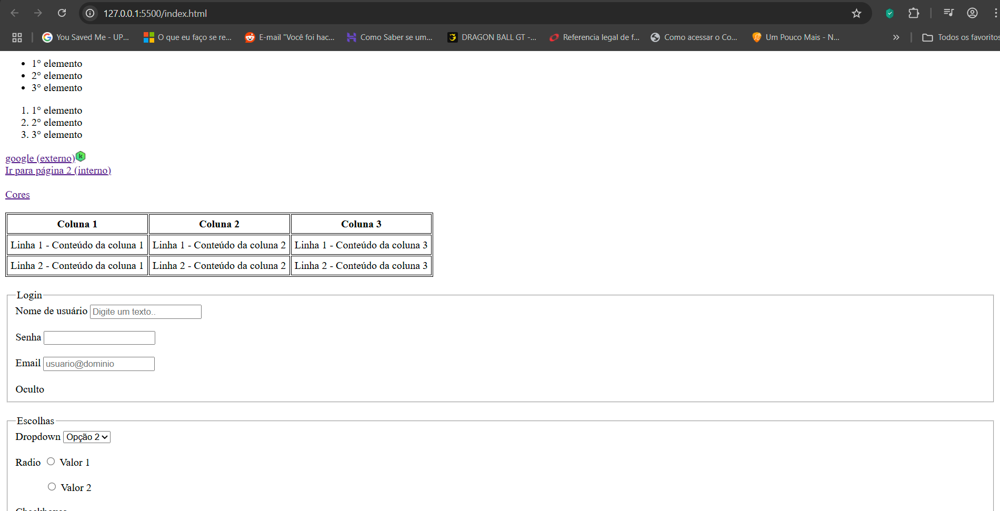 127.0.0.1:5500/index.html
You Saved Me - UP... O que eu faço se re... E-mail "Você foi hac... Como Saber se um... DRAGON BALL GT -... Referencia legal de f... Como acessar o Co... Um Pouco Mais - N... » Todos os favoritos
• 1° elemento
• 2° elemento
• 3° elemento
1. 1° elemento
2. 2° elemento
3. 3° elemento
google (externo)
Ir para página 2 (interno)
Cores
Coluna 1 Coluna 2 Coluna 3
Linha 1 - Conteúdo da coluna 1 Linha 1 - Conteúdo da coluna 2 Linha 1 - Conteúdo da coluna 3
Linha 2 - Conteúdo da coluna 1 Linha 2 - Conteúdo da coluna 2 Linha 2 - Conteúdo da coluna 3
Login
Nome de usuário Digite um texto..
Senha
Email usuario@dominio
Oculto
Escolhas
Dropdown Opção 2
Radio Valor 1
Valor 2